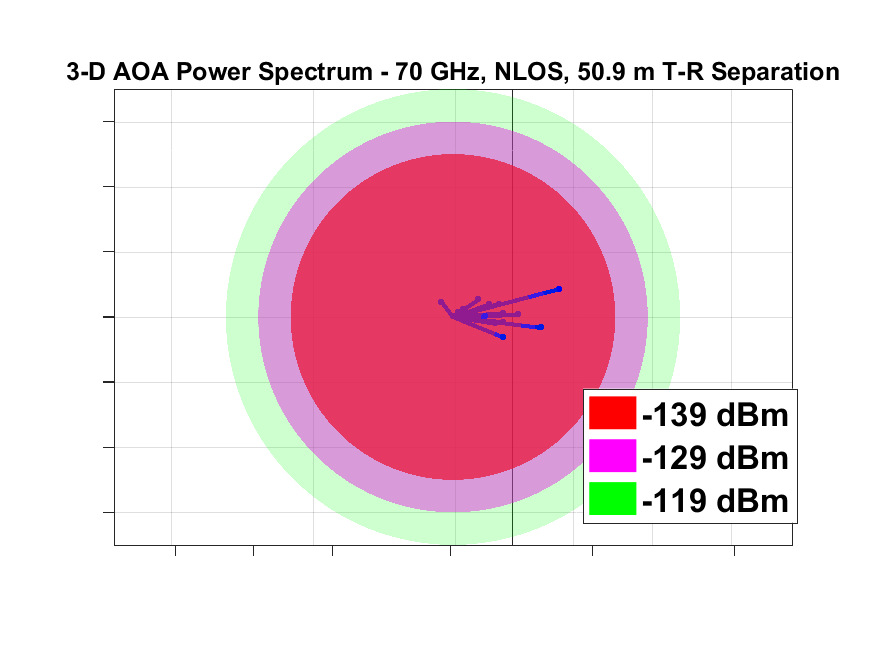 3-D AOA Power Spectrum - 70 GHz, NLOS, 50.9 m T-R Separation
-139 dBm
-129 dBm
-119 dBm